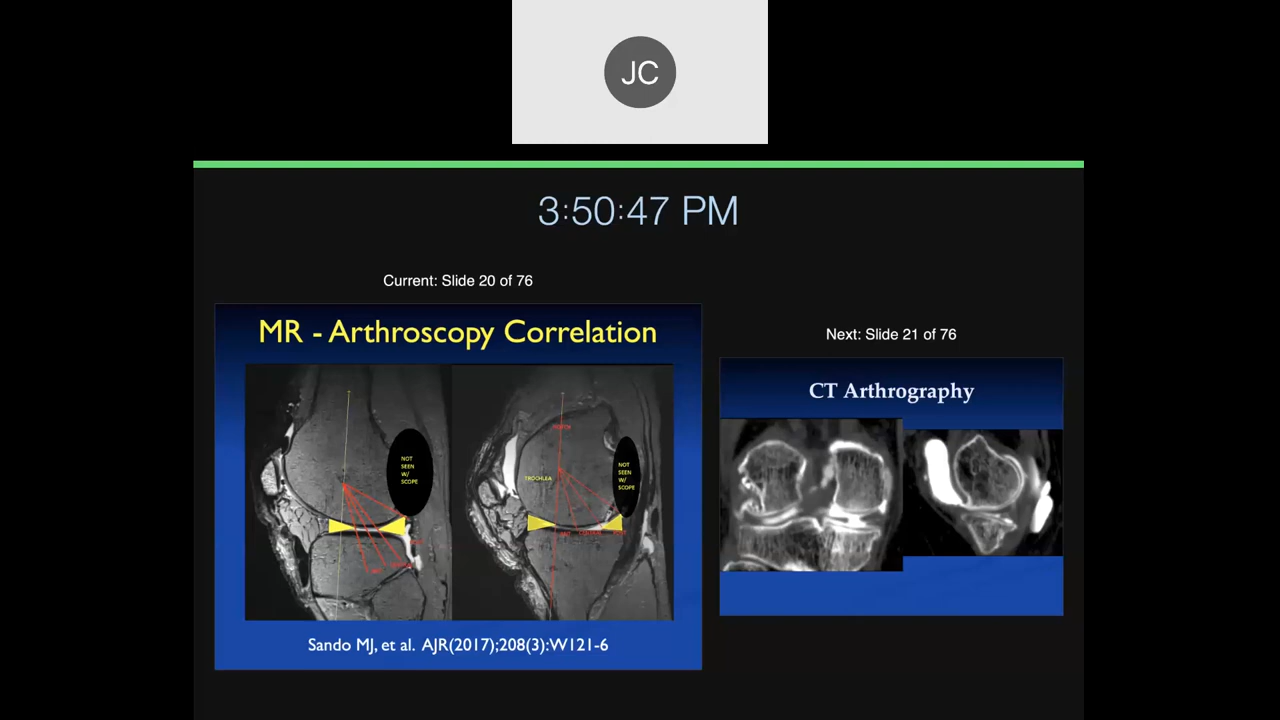 JC
3:50:47 PM
Current: Slide 20 of 76
MR - Arthroscopy Correlation
NOT
SEEN
W/
SCOPE
TROCHLEA
NOT
SEEN
W/
SCOPE
Sando MJ, et al. AJR(2017);208(3):W121-6
Next: Slide 21 of 76
CT Arthrography